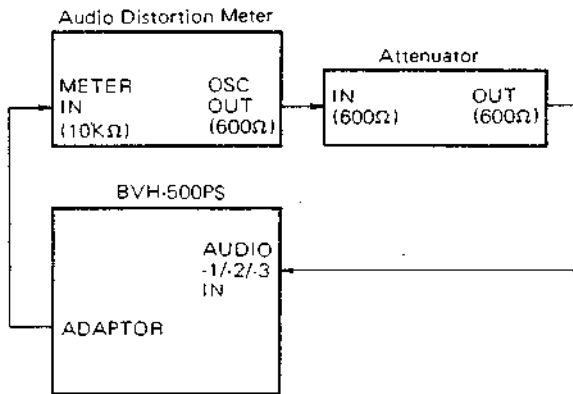 Audio Distortion Meter
METER
IN
(10KΩ)
OSC
OUT
(600Ω)
Attenuator
IN
(600Ω)
OUT
(600Ω)
BVH-500PS
AUDIO
-1/-2/-3
IN
ADAPTOR